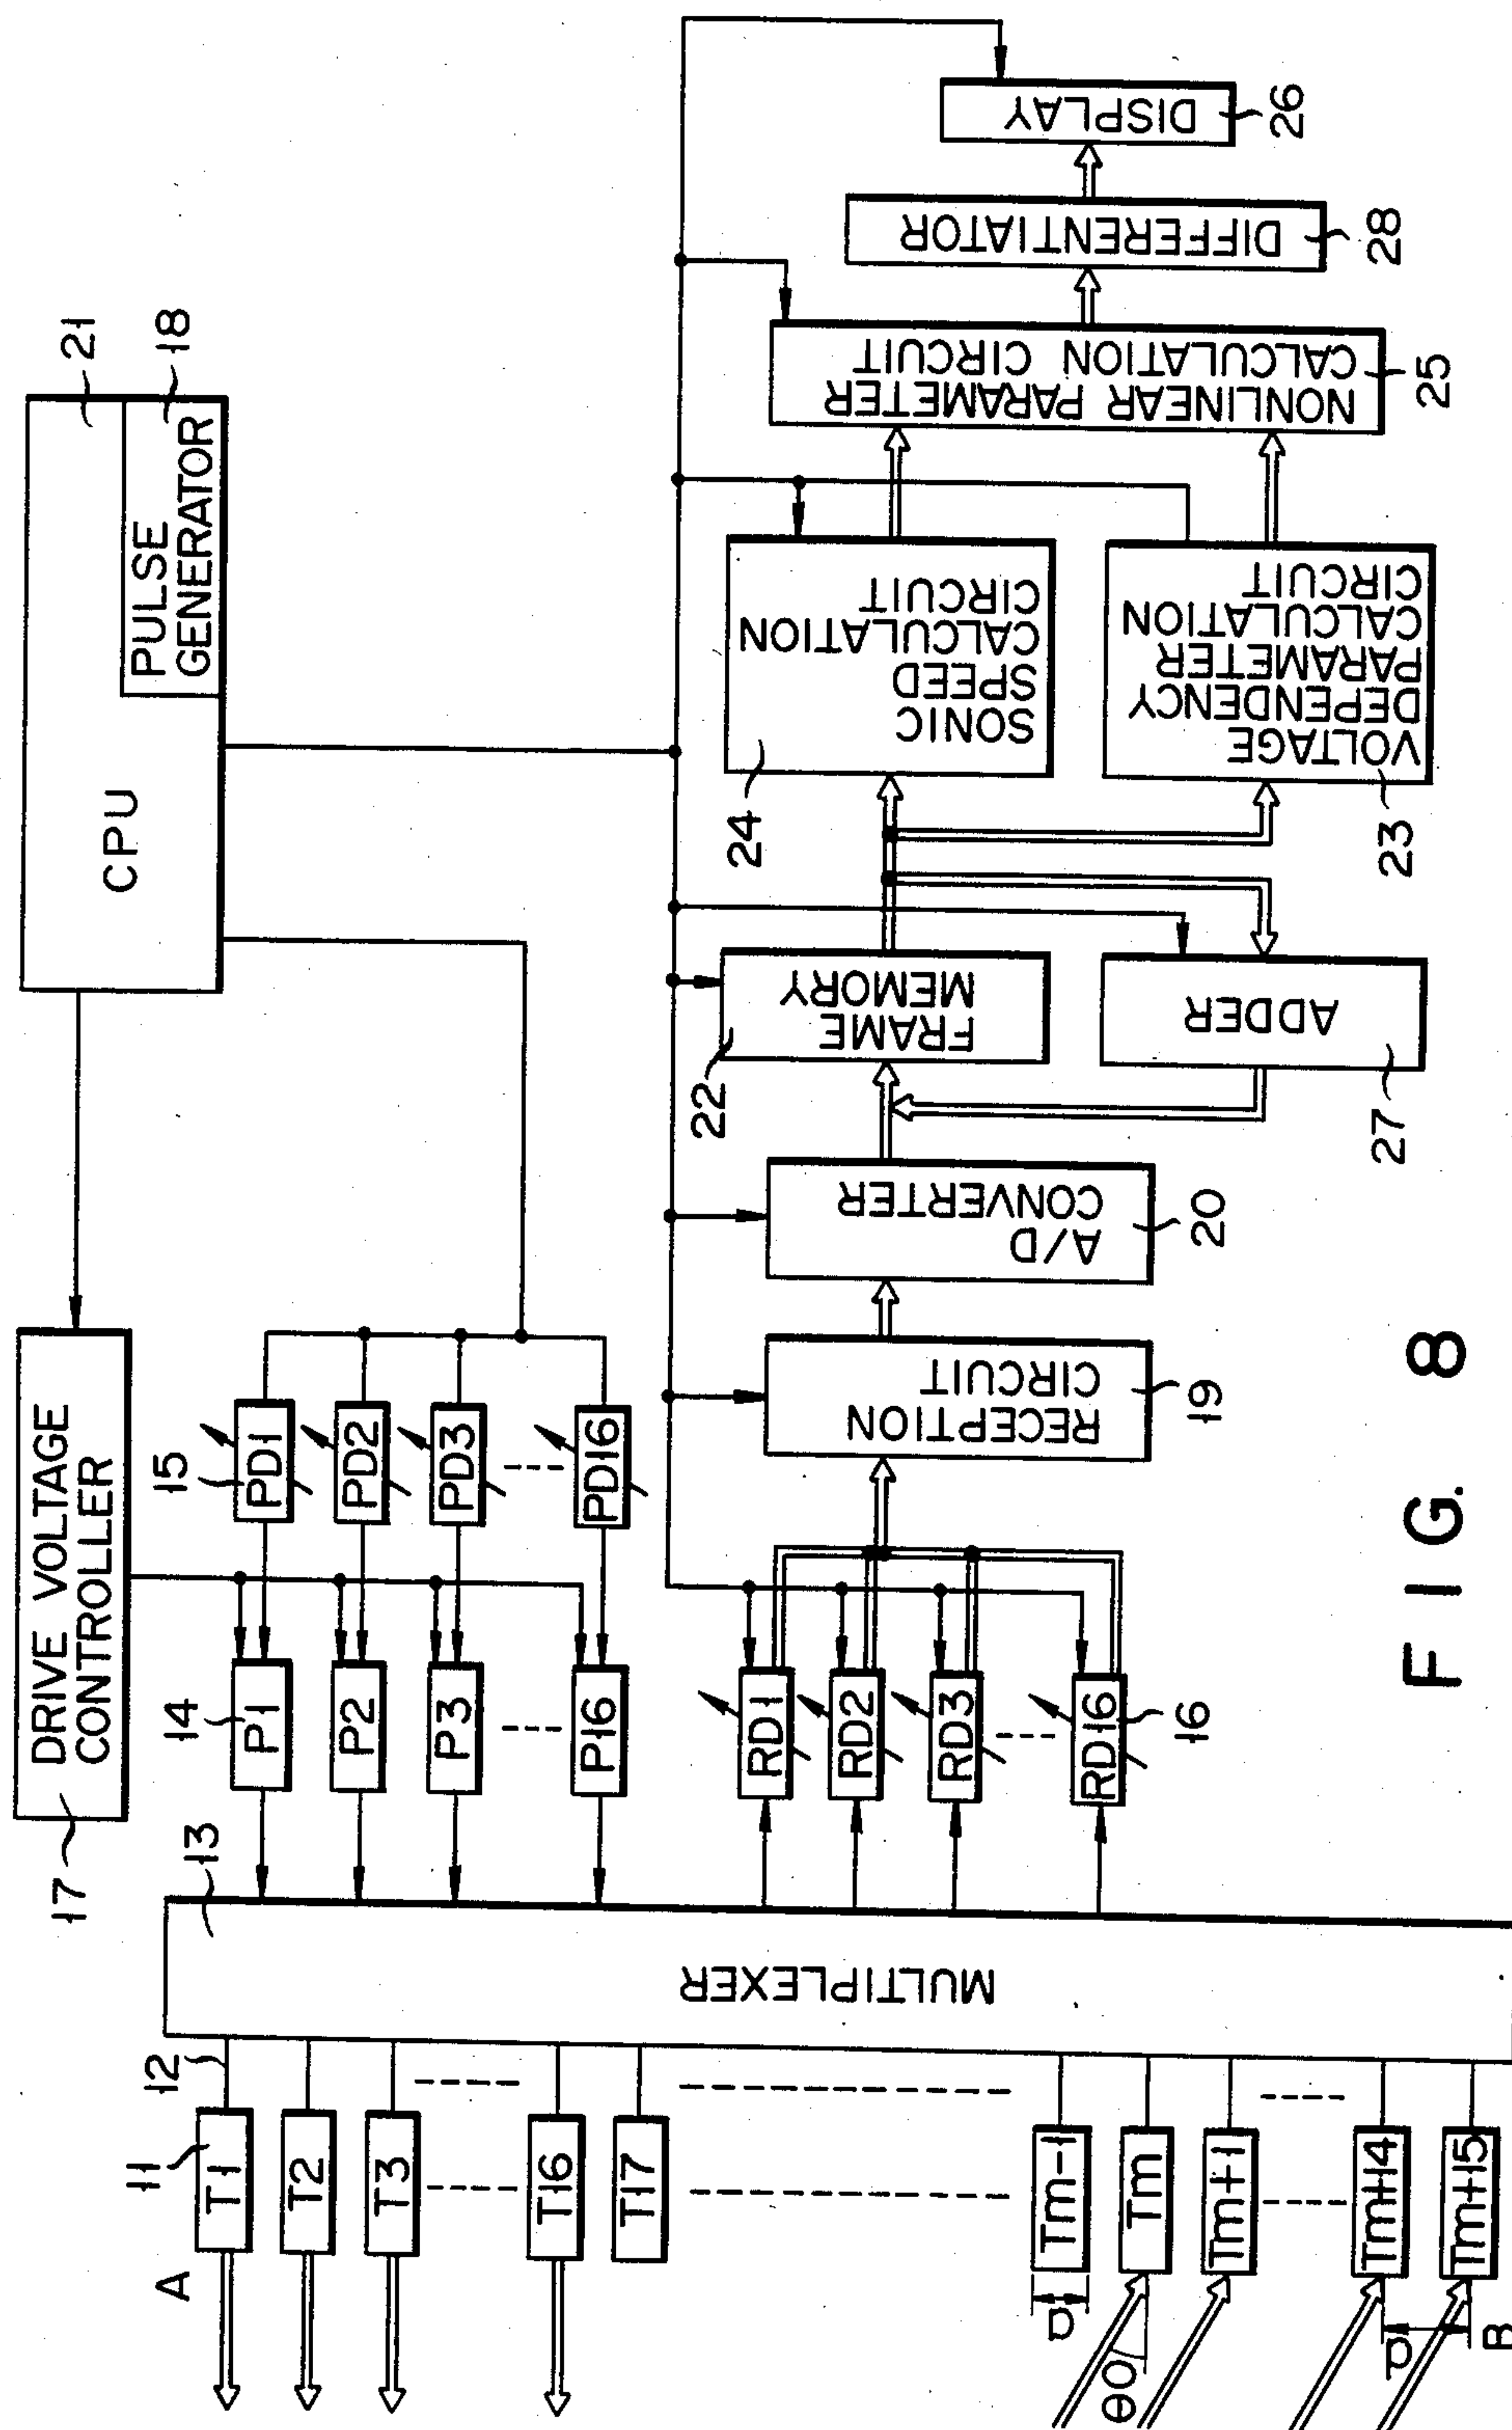 17
DRIVE VOLTAGE
CONTROLLER
CPU
21
PULSE
GENERATOR
18
13
14
P1
P2
P3
P16
15
PD1
PD2
PD3
PD16
MULTIPLEXER
12
11
T1
T2
T3
T16
T17
Tm-1
Tm
Tm+1
Tm+14
Tm+15
A
a
θ0
d
B
RD1
RD2
RD3
RD16
16
RECEPTION
CIRCUIT
19
A/D
CONVERTER
20
22
FRAME
MEMORY
ADDER
27
24
SONIC
SPEED
CALCULATION
CIRCUIT
VOLTAGE
DEPENDENCY
PARAMETER
CALCULATION
CIRCUIT
23
NONLINEAR PARAMETER
CALCULATION CIRCUIT
25
DIFFERENTIATOR
28
DISPLAY
26
FIG. 8